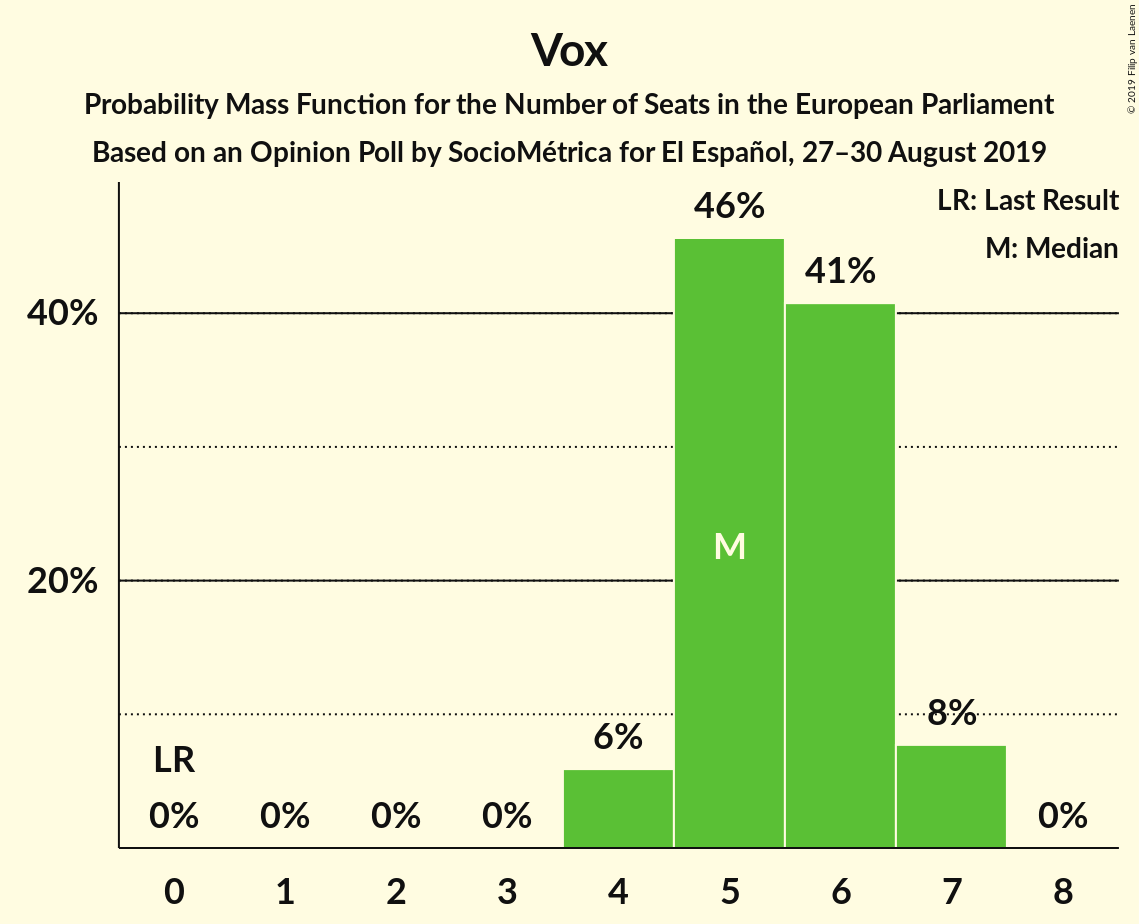 Vox
Probability Mass Function for the Number of Seats in the European Parliament
Based on an Opinion Poll by SocioMétrica for El Español, 27–30 August 2019
© 2019 Filip van Laenen
LR: Last Result
M: Median
46%
41%
40%
M
20%
8%
6%
LR
0% 0% 0% 0% 0%
0 1 2 3 4 5 6 7 8